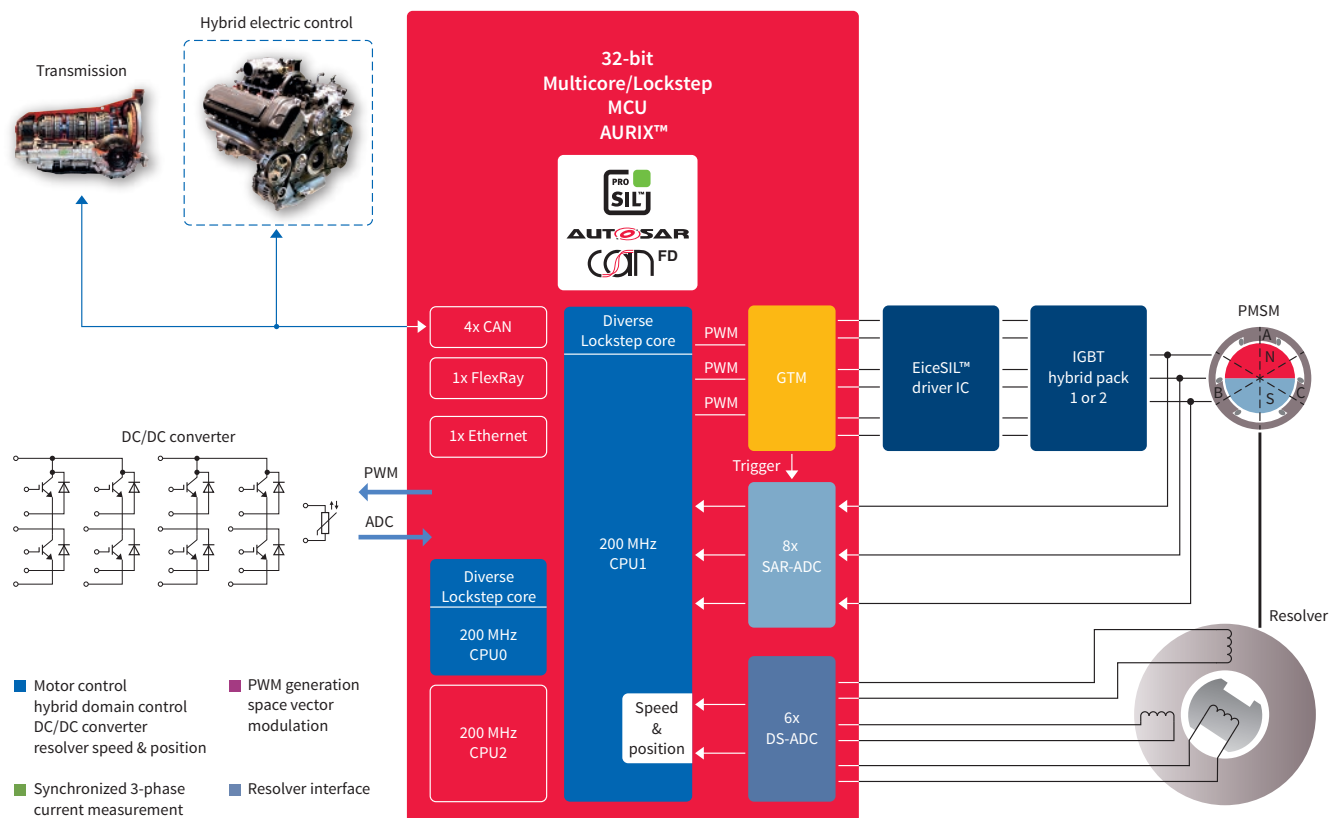 Hybrid electric control
Transmission
32-bit
Multicore/Lockstep
MCU
AURIX™
PRO
SIL™
AUTOSAR
CAN FD
4x CAN
1x FlexRay
1x Ethernet
Diverse
Lockstep core
200 MHz
CPU1
PWM
PWM
PWM
GTM
EiceSIL™
driver IC
IGBT
hybrid pack
1 or 2
PMSM
A
N
B
S
C
DC/DC converter
PWM
ADC
Trigger
8x
SAR-ADC
Diverse
Lockstep core
200 MHz
CPU0
200 MHz
CPU2
Speed
&
position
6x
DS-ADC
Resolver
Motor control
hybrid domain control
DC/DC converter
resolver speed & position
PWM generation
space vector
modulation
Synchronized 3-phase
current measurement
Resolver interface